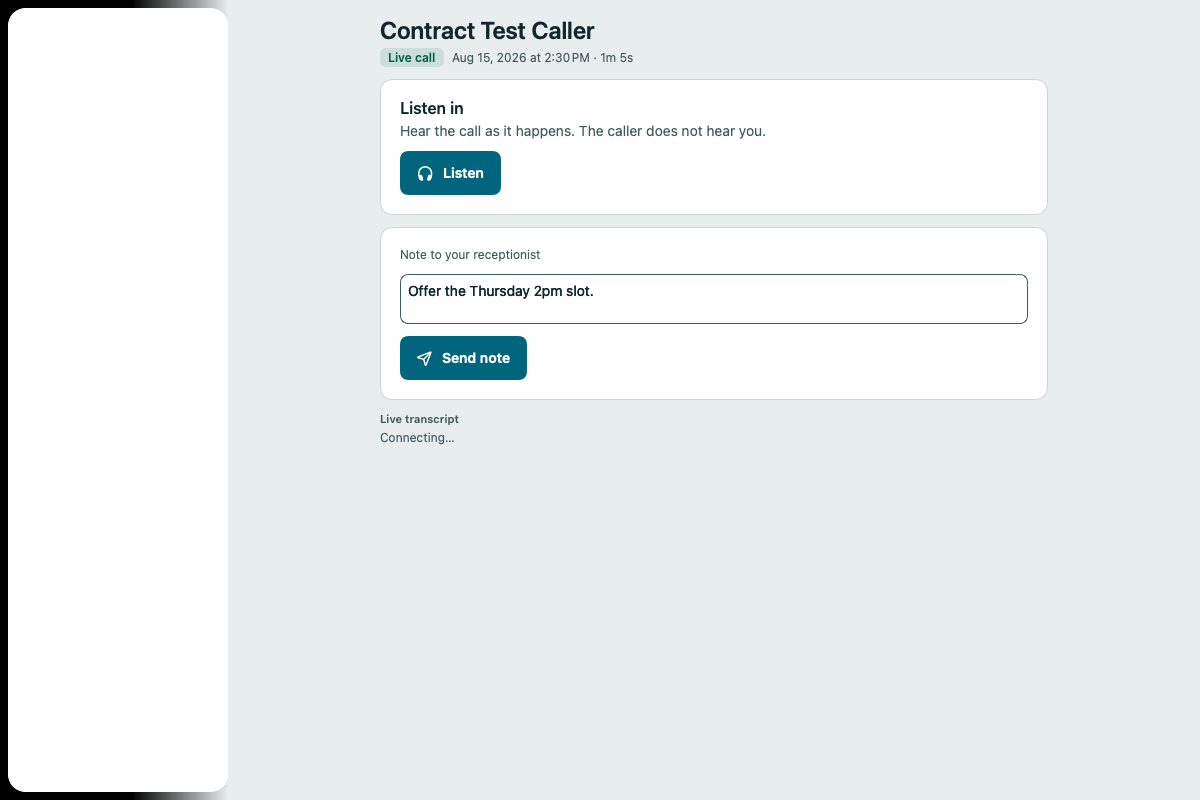 Contract Test Caller
Live call Aug 15, 2026 at 2:30 PM · 1m 5s
Listen in
Hear the call as it happens. The caller does not hear you.
Listen
Note to your receptionist
Offer the Thursday 2pm slot.
Send note
Live transcript
Connecting…